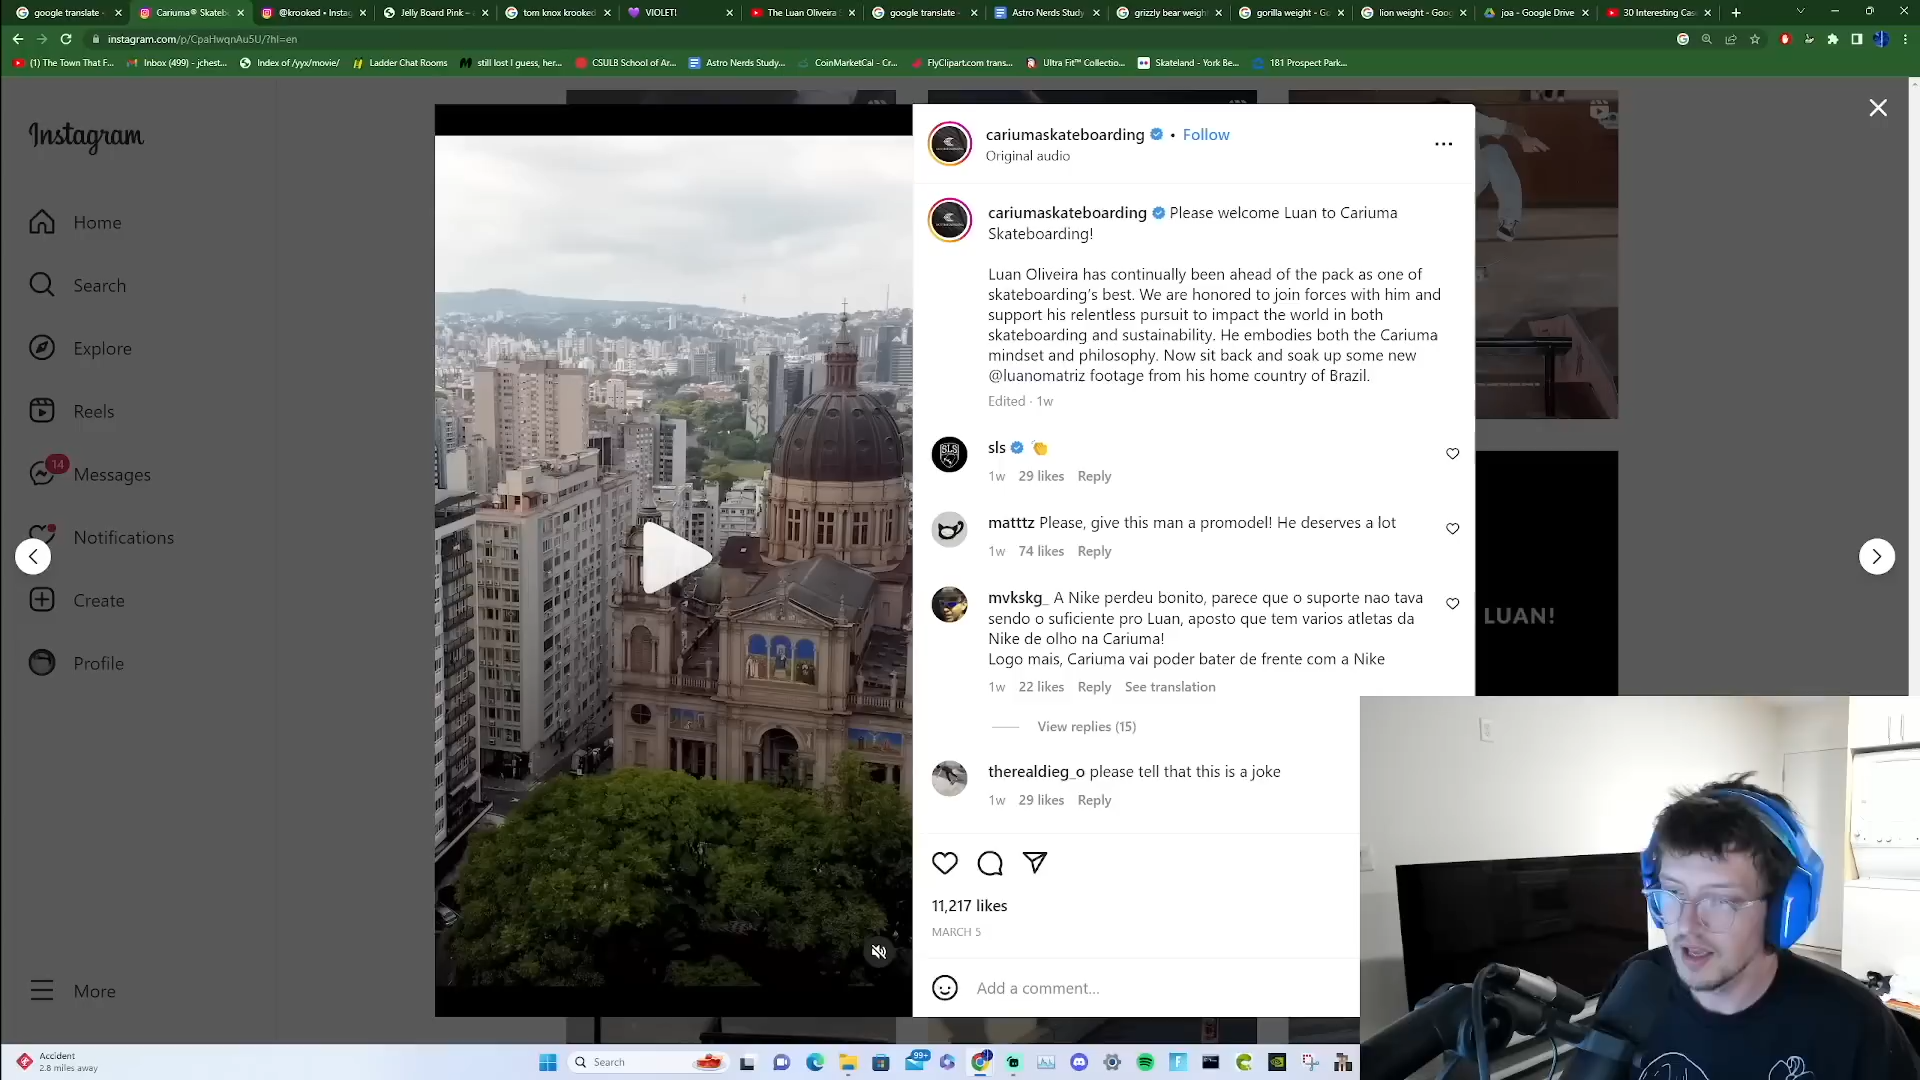 google translate -
Cariuma® Skateb
@krooked • Instag
Jelly Board Pink –
tom knox krooked
VIOLET!
The Luan Oliveira
google translate -
Astro Nerds Study
grizzly bear weigh
gorilla weight - Go
lion weight - Goog
joa - Google Drive
30 Interesting Cas
instagram.com/p/CpaHwqnAu5U/?hl=en
(1) The Town That F...
Inbox (499) - jchest...
Index of /yyx/movie/
Ladder Chat Rooms
still lost I guess, her...
CSULB School of Ar...
Astro Nerds Study...
CoinMarketCal - Cr...
FlyClipart.com trans...
Ultra Fit™ Collectio...
Skateland - York Be...
181 Prospect Park...
Instagram
Home
Search
Explore
Reels
14
Messages
Notifications
Create
Profile
More
cariumaskateboarding • Follow
Original audio
cariumaskateboarding Please welcome Luan to Cariuma
Skateboarding!
Luan Oliveira has continually been ahead of the pack as one of
skateboarding's best. We are honored to join forces with him and
support his relentless pursuit to impact the world in both
skateboarding and sustainability. He embodies both the Cariuma
mindset and philosophy. Now sit back and soak up some new
@luanomatriz footage from his home country of Brazil.
Edited · 1w
SLS
sls 👏
1w 29 likes Reply
matttz Please, give this man a promodel! He deserves a lot
1w 74 likes Reply
mvkskg_ A Nike perdeu bonito, parece que o suporte nao tava
sendo o suficiente pro Luan, aposto que tem varios atletas da
Nike de olho na Cariuma!
Logo mais, Cariuma vai poder bater de frente com a Nike
1w 22 likes Reply See translation
View replies (15)
therealdieg_o please tell that this is a joke
1w 29 likes Reply
11,217 likes
MARCH 5
Add a comment...
LUAN!
Accident
2.8 miles away
Search
99+